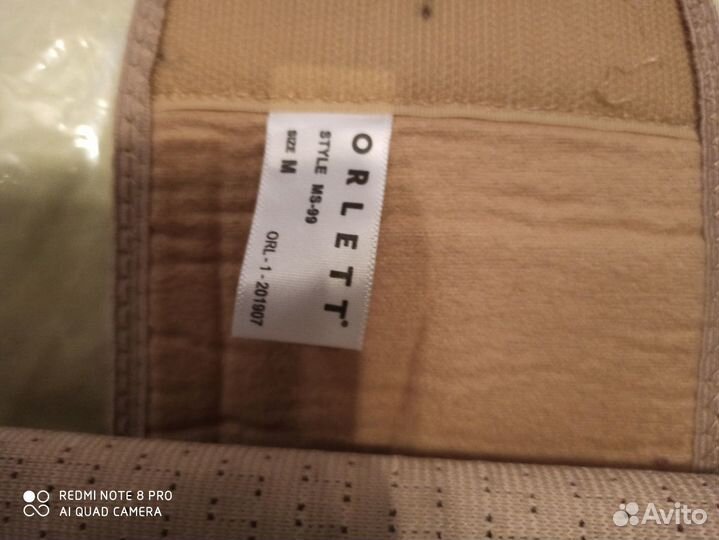 ORLETT®
STYLE MS-99
SIZE M
ORL-1-201907
REDMI NOTE 8 PRO
AI QUAD CAMERA
Avito